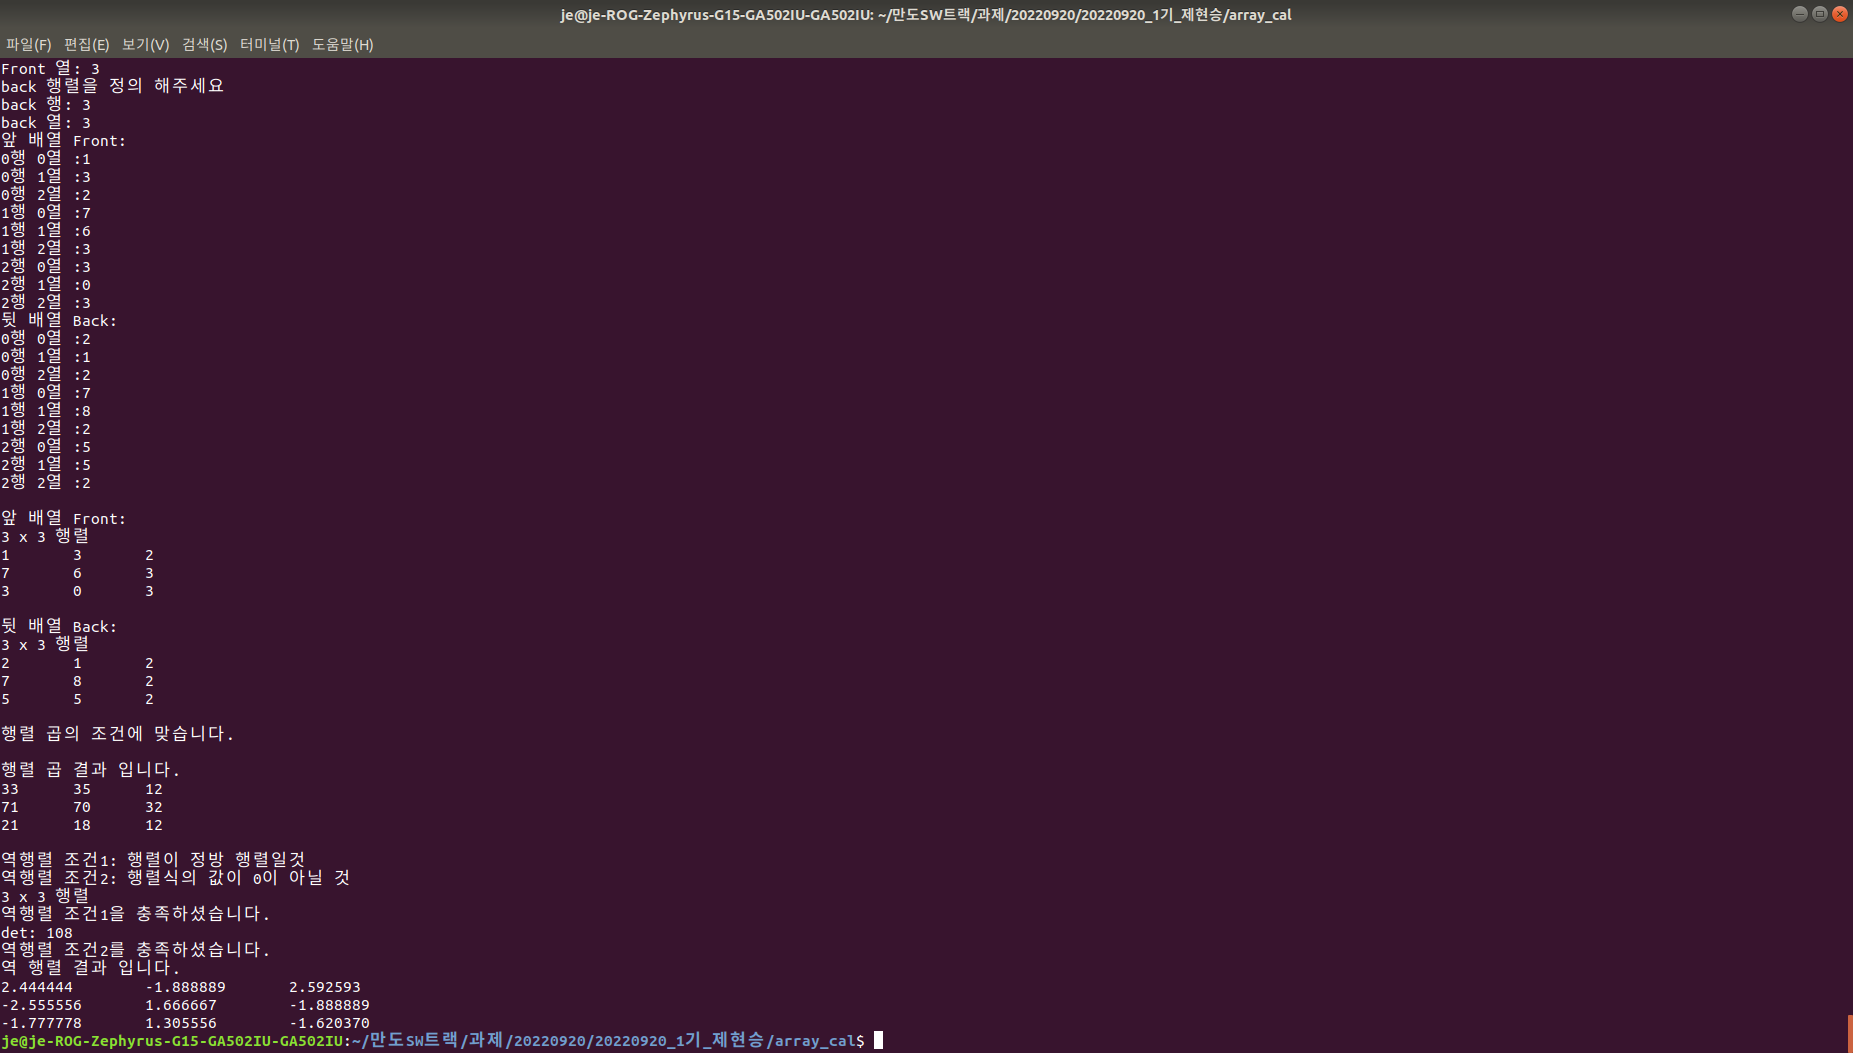 je@je-ROG-Zephyrus-G15-GA502IU-GA502IU: ~/만도SW트랙/과제/20220920/20220920_1기_제현승/array_cal
파일(F) 편집(E) 보기(V) 검색(S) 터미널(T) 도움말(H)
Front 열: 3
back 행렬을 정의 해주세요
back 행: 3
back 열: 3
앞 배열 Front:
0행 0열 :1
0행 1열 :3
0행 2열 :2
1행 0열 :7
1행 1열 :6
1행 2열 :3
2행 0열 :3
2행 1열 :0
2행 2열 :3
뒷 배열 Back:
0행 0열 :2
0행 1열 :1
0행 2열 :2
1행 0열 :7
1행 1열 :8
1행 2열 :2
2행 0열 :5
2행 1열 :5
2행 2열 :2
앞 배열 Front:
3 x 3 행렬
1 3 2
7 6 3
3 0 3
뒷 배열 Back:
3 x 3 행렬
2 1 2
7 8 2
5 5 2
행렬 곱의 조건에 맞습니다.
행렬 곱 결과 입니다.
33 35 12
71 70 32
21 18 12
역행렬 조건1: 행렬이 정방 행렬일것
역행렬 조건2: 행렬식의 값이 0이 아닐 것
3 x 3 행렬
역행렬 조건1을 충족하셨습니다.
det: 108
역행렬 조건2를 충족하셨습니다.
역 행렬 결과 입니다.
2.444444 -1.888889 2.592593
-2.555556 1.666667 -1.888889
-1.777778 1.305556 -1.620370
je@je-ROG-Zephyrus-G15-GA502IU-GA502IU:~/만도SW트랙/과제/20220920/20220920_1기_제현승/array_cal$